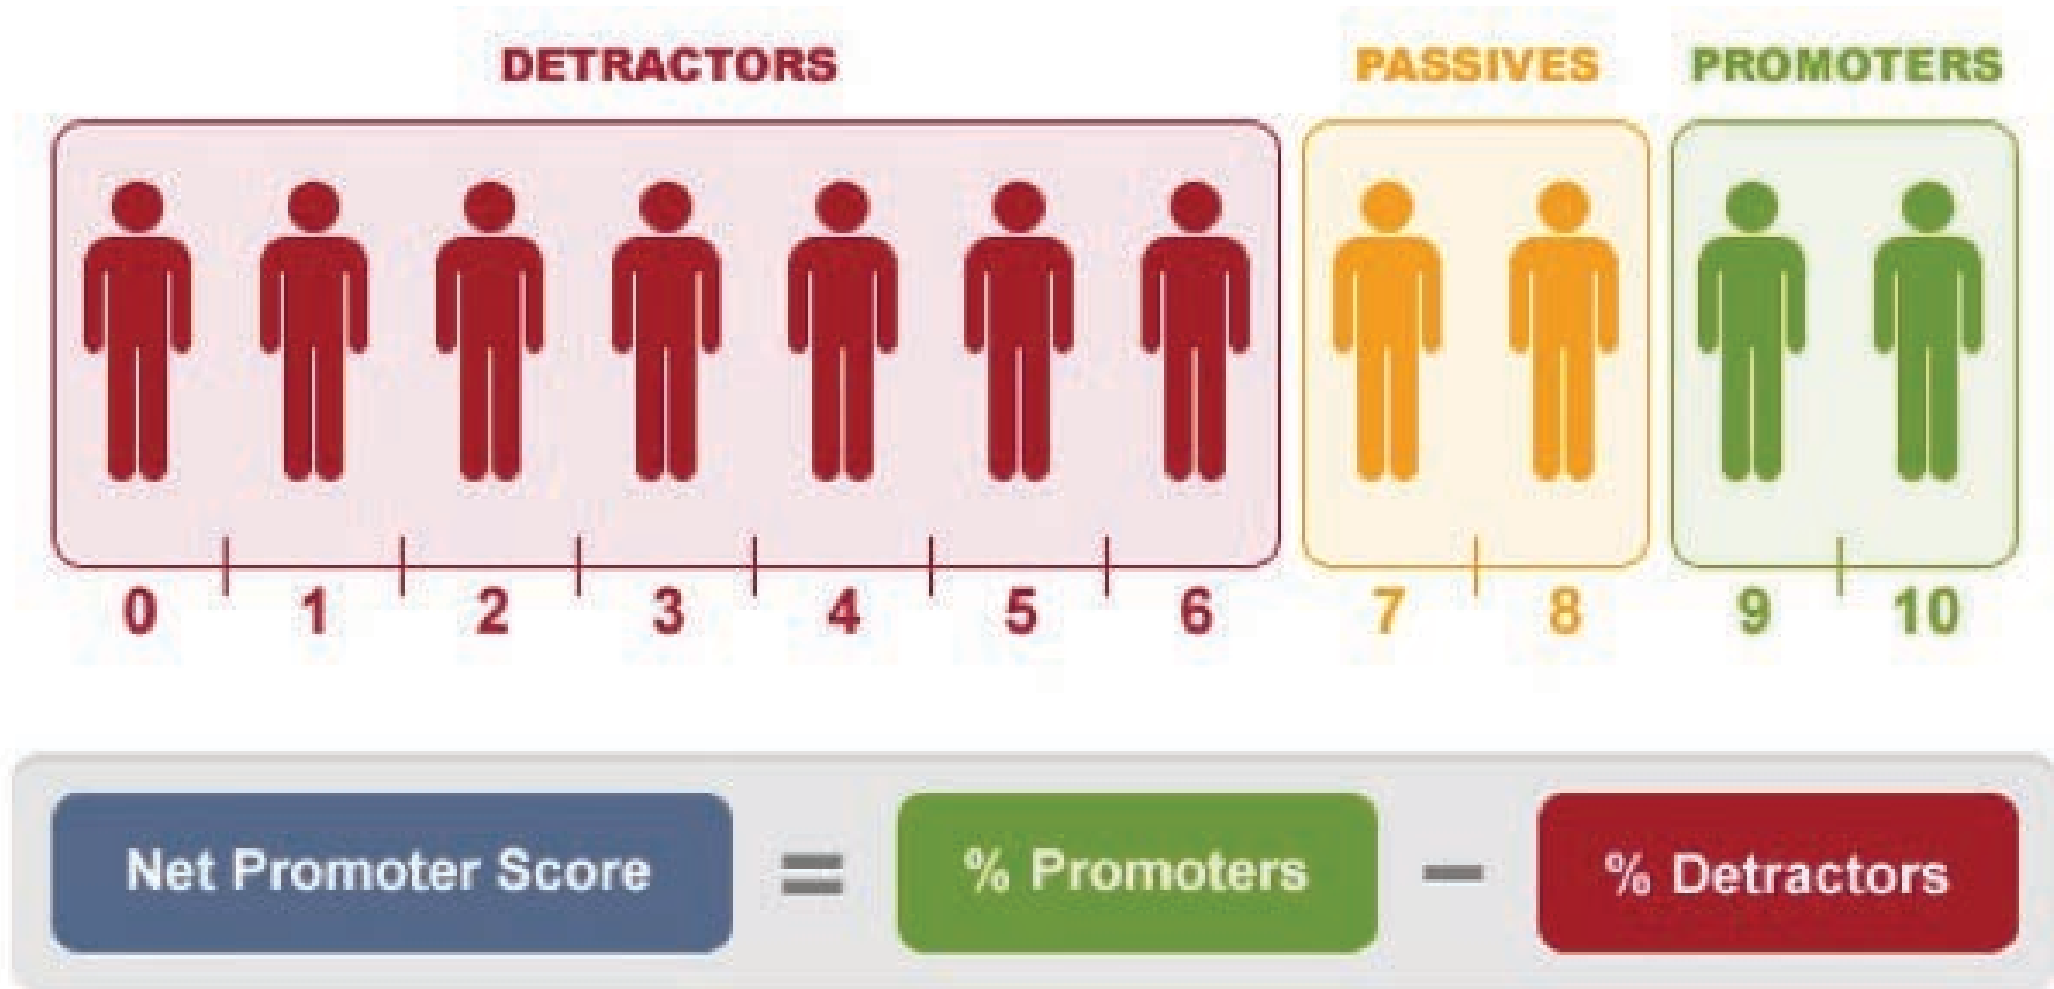 DETRACTORS PASSIVES PROMOTERS
0 1 2 3 4 5 6 7 8 9 10
Net Promoter Score = % Promoters − % Detractors